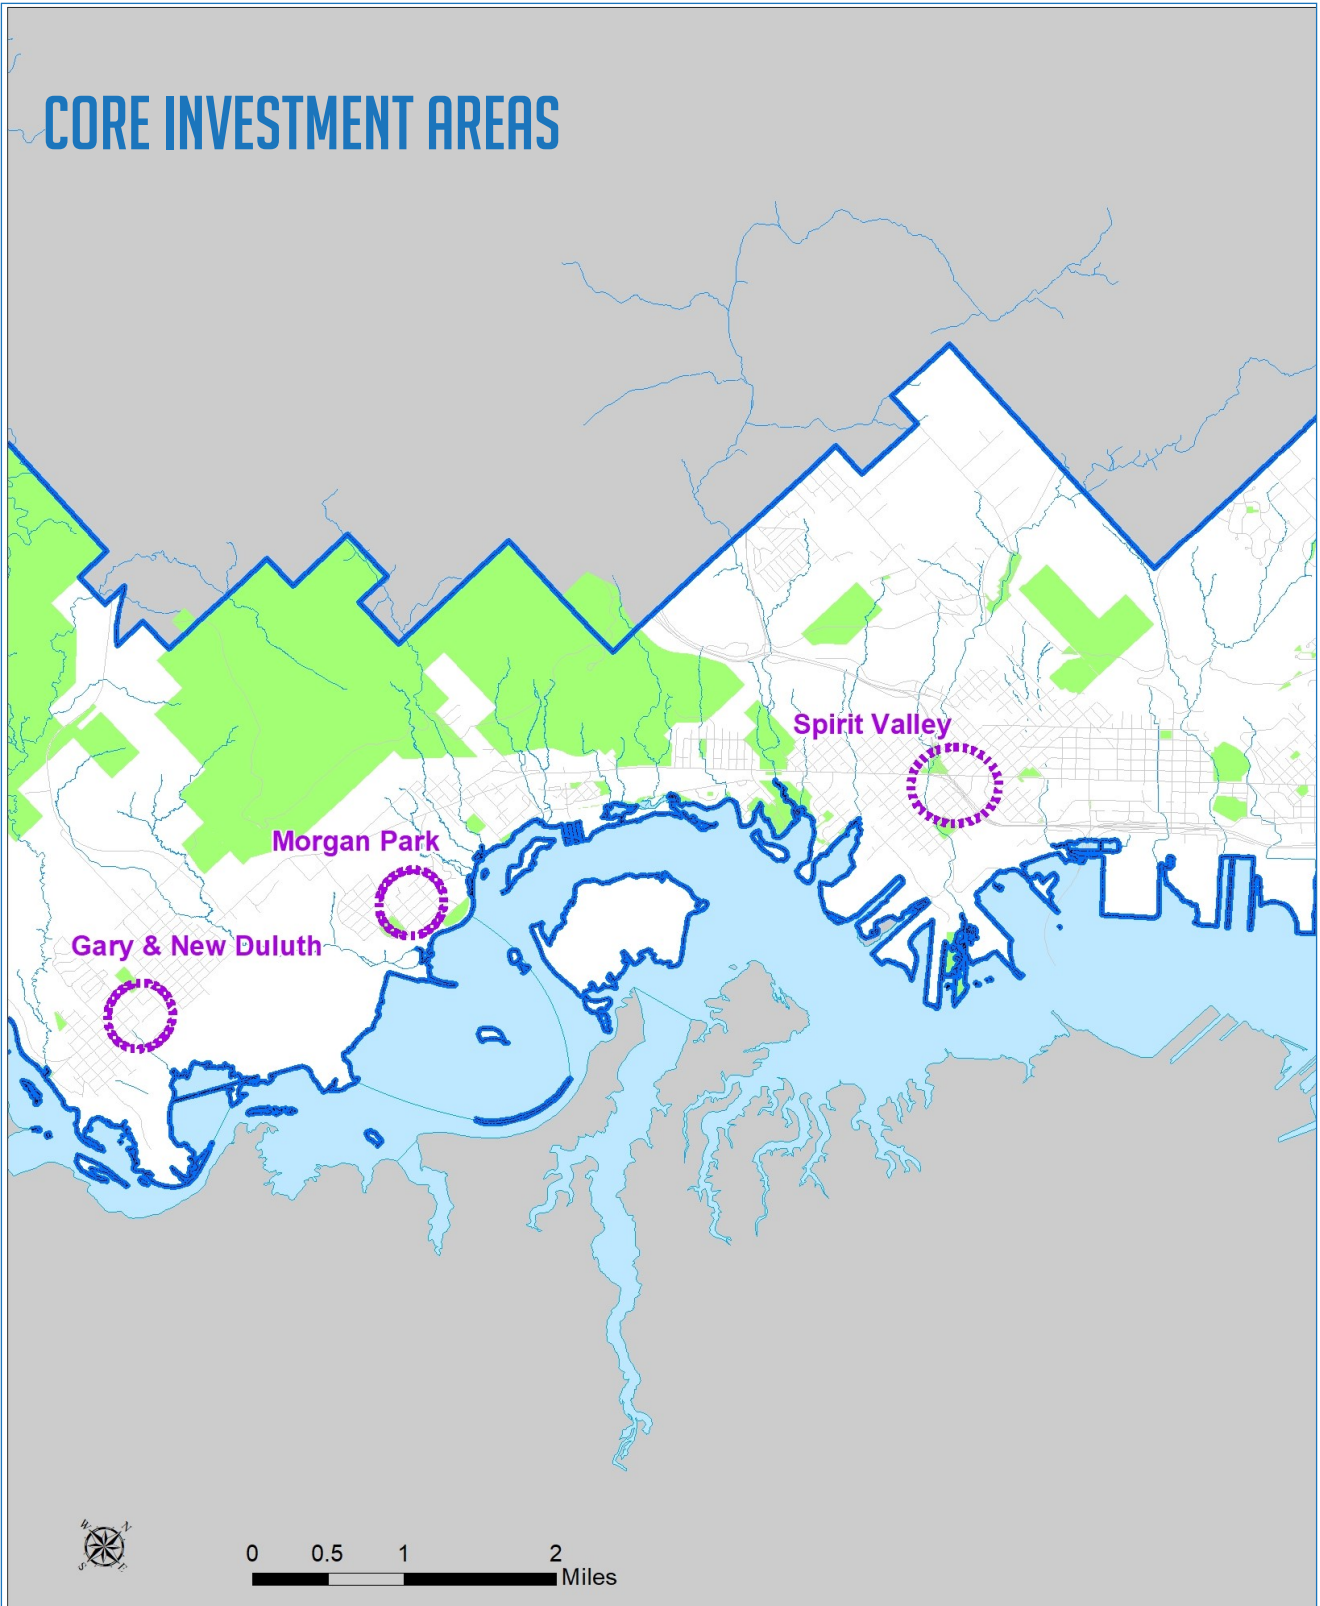 CORE INVESTMENT AREAS
Spirit Valley
Morgan Park
Gary & New Duluth
W N
S E
0 0.5 1 2
Miles